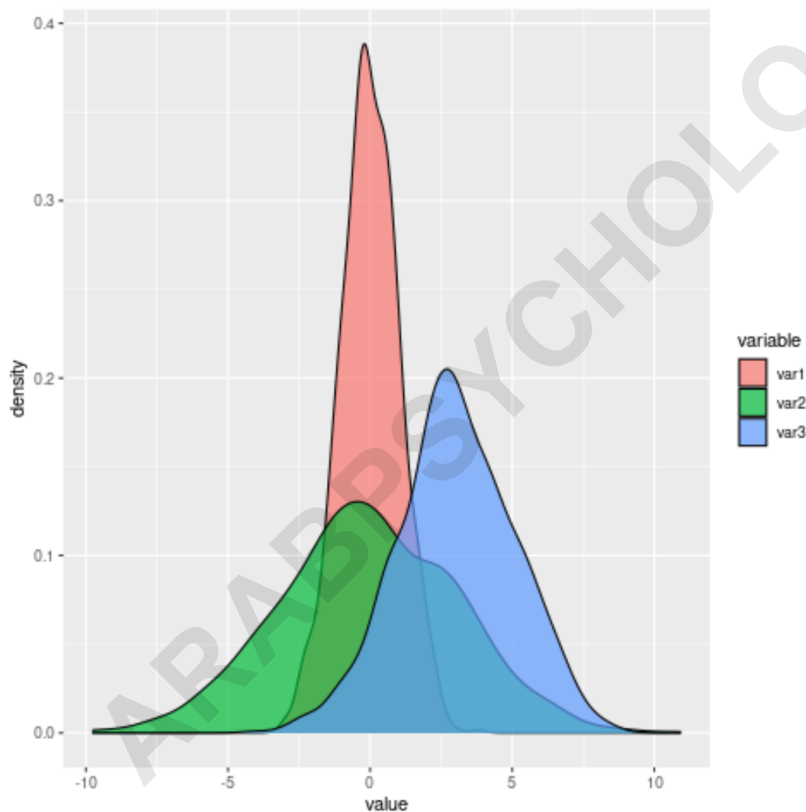 0.4
0.3
0.2
0.1
0.0
density
-10
-5
0
5
10
value
variable
var1
var2
var3
ARABPSYCHOLO